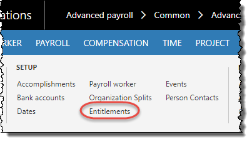 ations Advanced payroll > Common > Advanc
RKER PAYROLL COMPENSATION TIME PROJECT
SETUP
Accomplishments Payroll worker Events
Bank accounts Organization Splits Person Contacts
Dates Entitlements